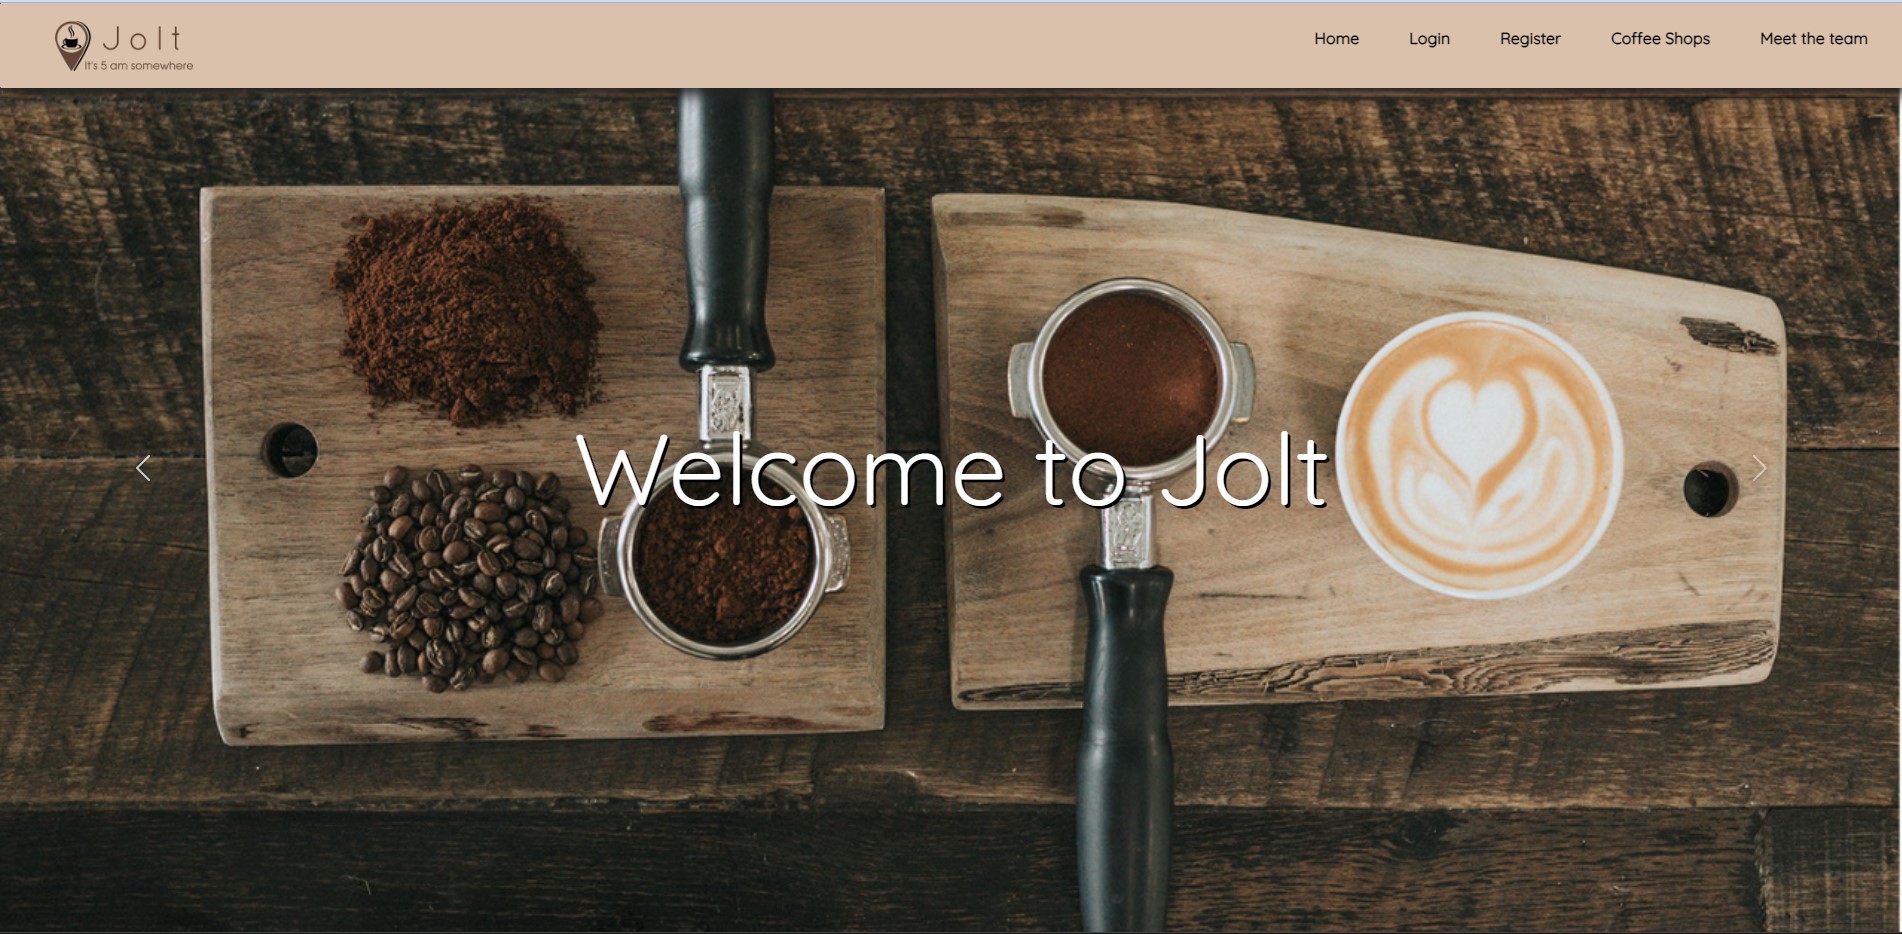 Jolt
It's 5 am somewhere
Home
Login
Register
Coffee Shops
Meet the team
Welcome to Jolt